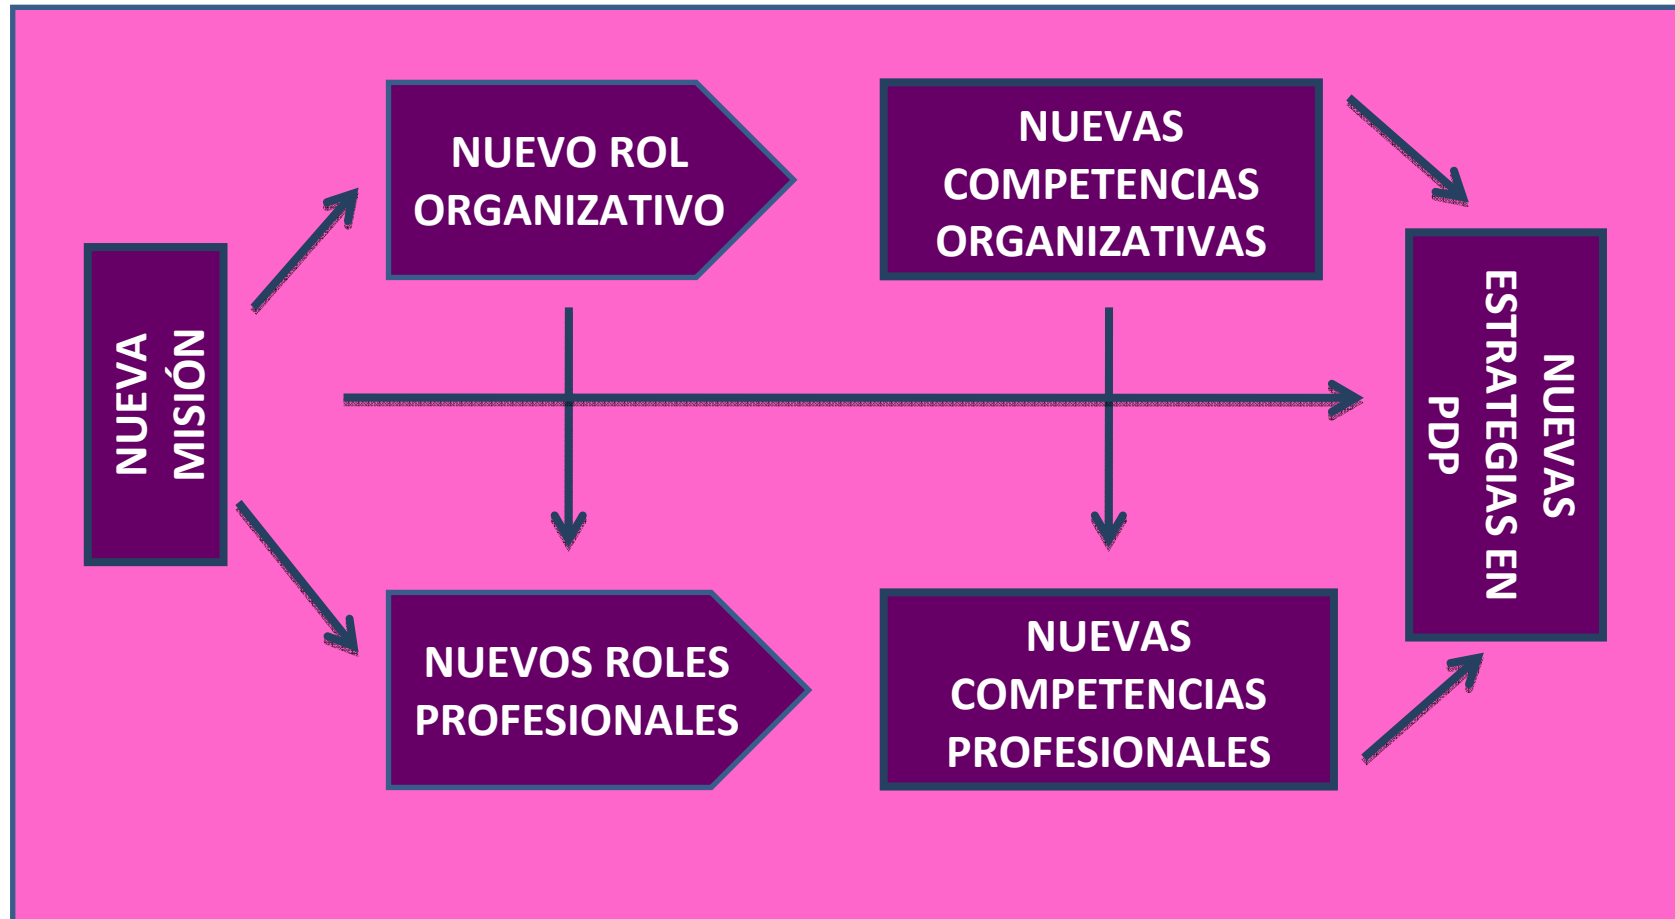 NUEVA
MISIÓN
NUEVO ROL
ORGANIZATIVO
NUEVAS
COMPETENCIAS
ORGANIZATIVAS
NUEVOS ROLES
PROFESIONALES
NUEVAS
COMPETENCIAS
PROFESIONALES
NUEVAS
ESTRATEGIAS EN
PDP